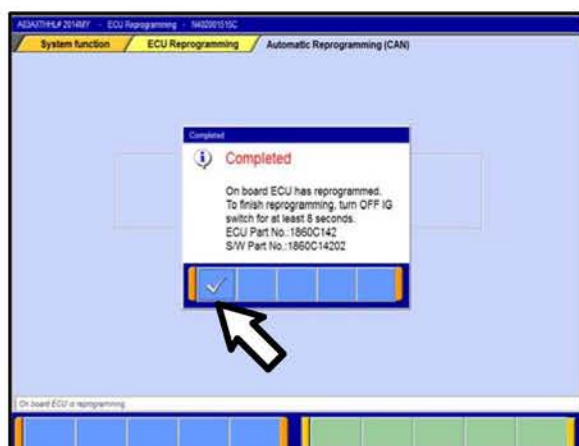 AEJAXTHHL# 2014MY - ECU Reprogramming - N402001515C
System function
ECU Reprogramming
Automatic Reprogramming (CAN)
Completed
Completed
On board ECU has reprogrammed.
To finish reprogramming, turn OFF IG
switch for at least 8 seconds.
ECU Part No.:1860C142
S/W Part No.:1860C14202
On board ECU is reprogramming.